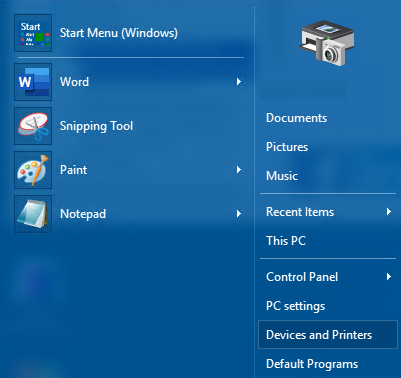 Start
Start Menu (Windows)
W
Word
Snipping Tool
Paint
Notepad
Documents
Pictures
Music
Recent Items
This PC
Control Panel
PC settings
Devices and Printers
Default Programs